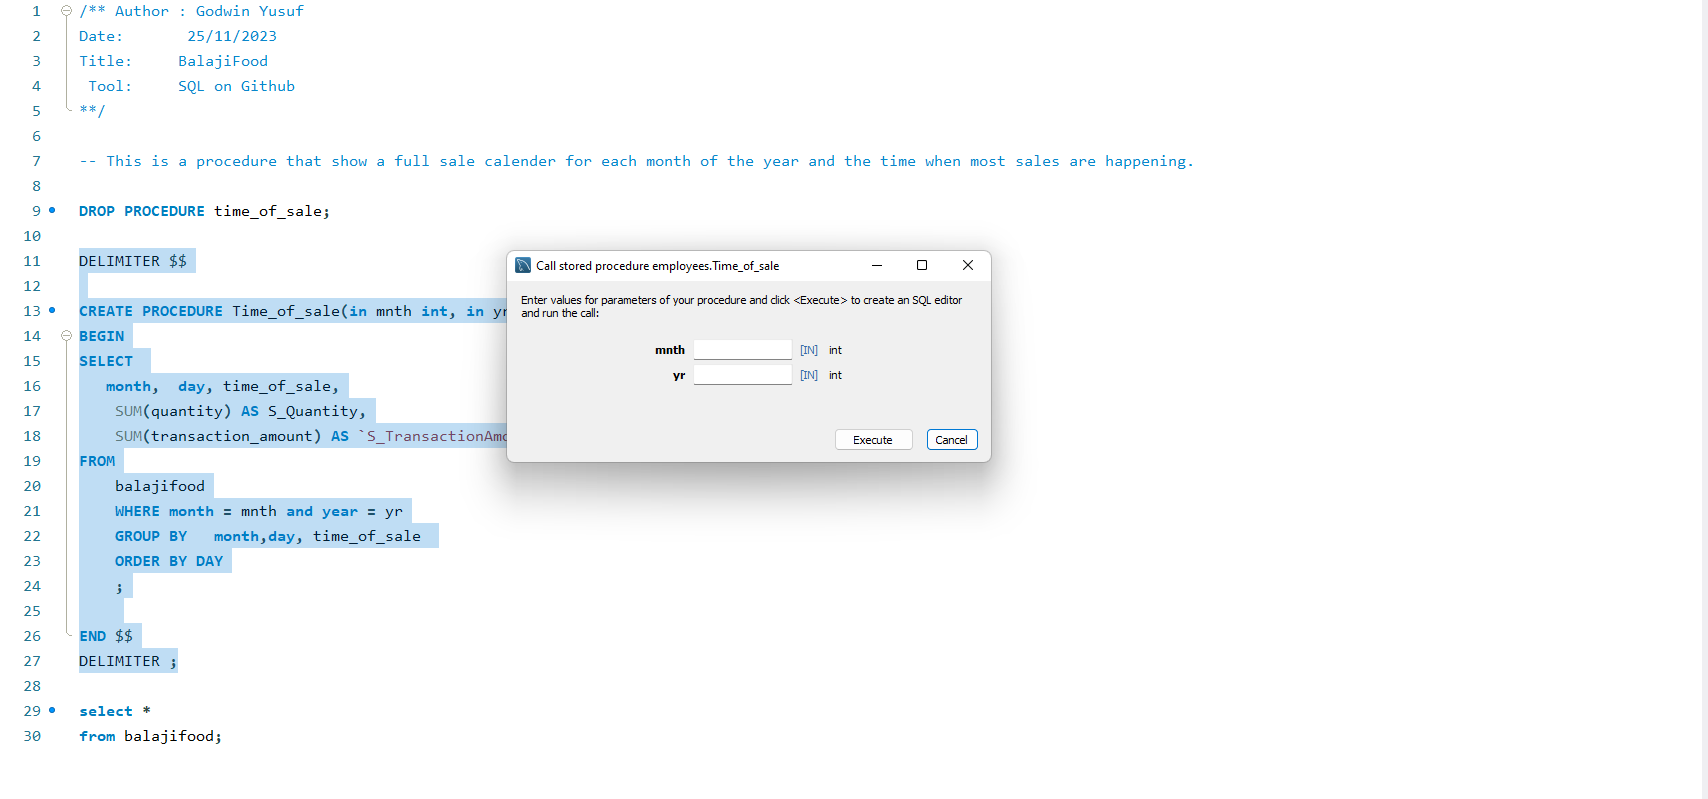 1 /** Author : Godwin Yusuf
2 Date: 25/11/2023
3 Title: BalajiFood
4 Tool: SQL on Github
5 **/
6
7 -- This is a procedure that show a full sale calender for each month of the year and the time when most sales are happening.
8
9 DROP PROCEDURE time_of_sale;
10
11 DELIMITER $$
12
13 CREATE PROCEDURE Time_of_sale(in mnth int, in yr
14 BEGIN
15 SELECT
16 month, day, time_of_sale,
17 SUM(quantity) AS S_Quantity,
18 SUM(transaction_amount) AS `S_TransactionAmo
19 FROM
20 balajifood
21 WHERE month = mnth and year = yr
22 GROUP BY month,day, time_of_sale
23 ORDER BY DAY
24 ;
25
26 END $$
27 DELIMITER ;
28
29 select *
30 from balajifood;
Call stored procedure employees.Time_of_sale
Enter values for parameters of your procedure and click <Execute> to create an SQL editor
and run the call:
mnth [IN] int
yr [IN] int
Execute Cancel